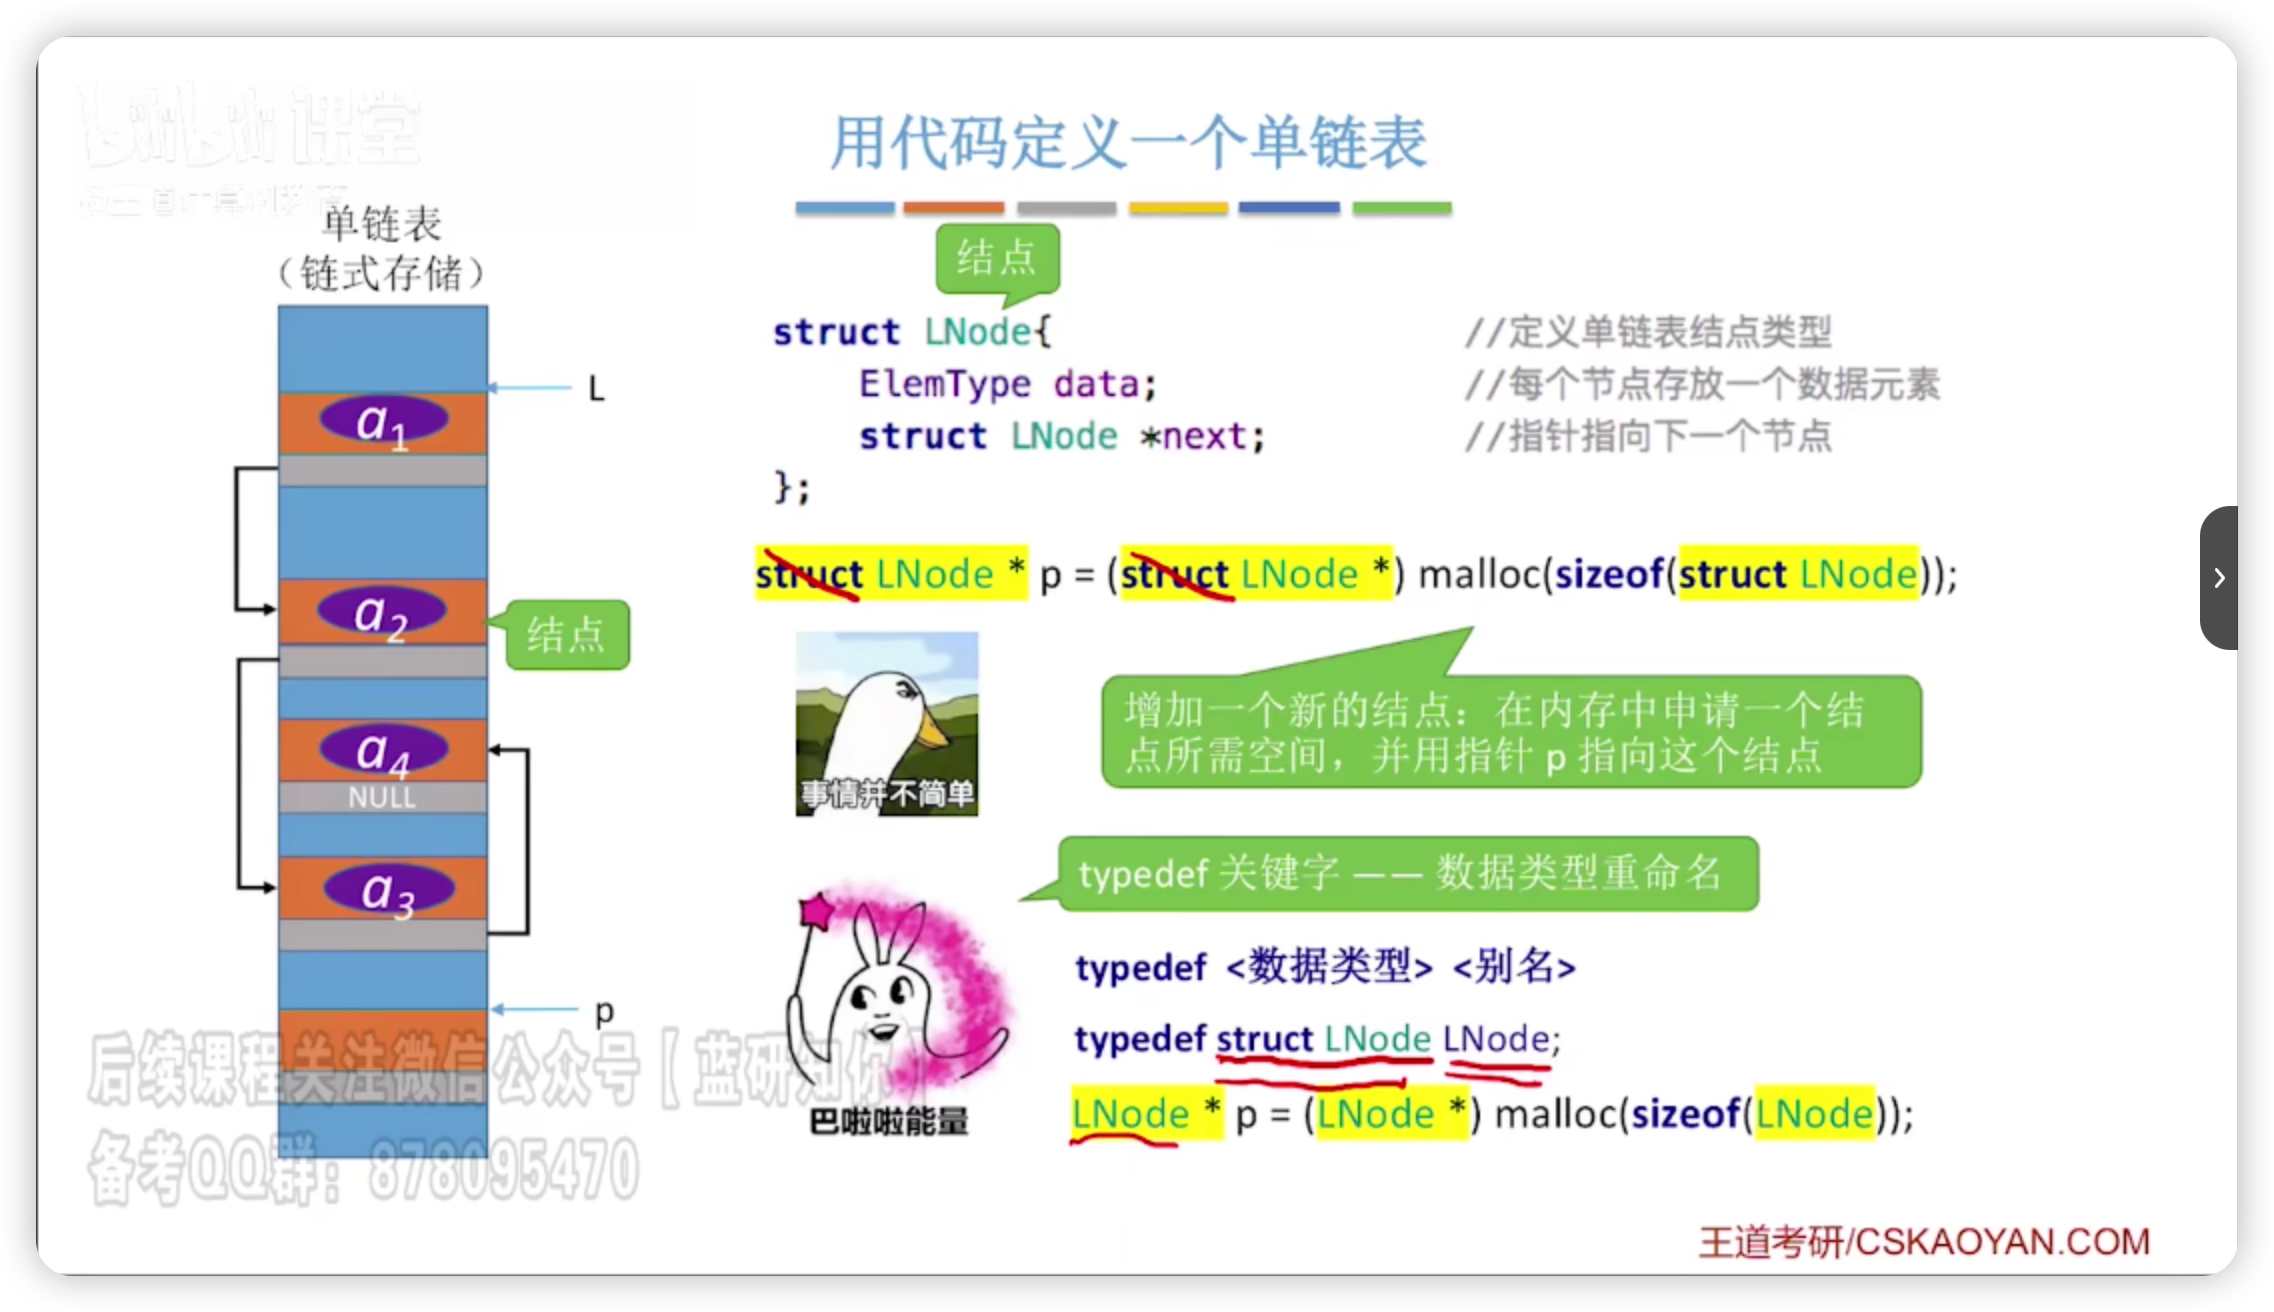 课堂
单链表
（链式存储）
L
a1
a2
结点
a4
NULL
a3
p
用代码定义一个单链表
结点
struct LNode{ //定义单链表结点类型
ElemType data; //每个节点存放一个数据元素
struct LNode *next; //指针指向下一个节点
};
struct LNode * p = (struct LNode *) malloc(sizeof(struct LNode));
事情并不简单
增加一个新的结点：在内存中申请一个结
点所需空间，并用指针 p 指向这个结点
typedef 关键字 —— 数据类型重命名
typedef <数据类型> <别名>
typedef struct LNode LNode;
LNode * p = (LNode *) malloc(sizeof(LNode));
巴啦啦能量
后续课程关注微信公众号【蓝研知你】
备考QQ群：878095470
王道考研/CSKAOYAN.COM